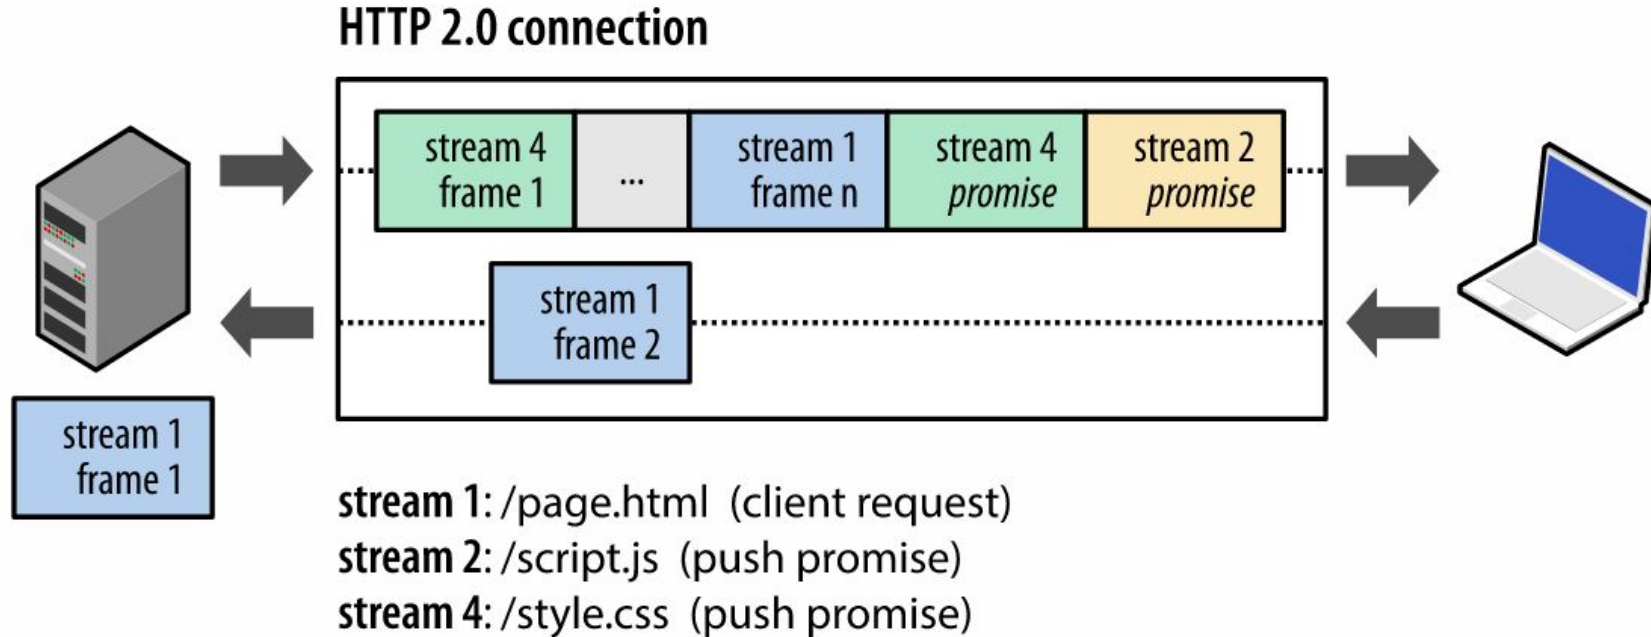 HTTP 2.0 connection
stream 4
frame 1
...
stream 1
frame n
stream 4
promise
stream 2
promise
stream 1
frame 2
stream 1
frame 1
stream 1: /page.html (client request)
stream 2: /script.js (push promise)
stream 4: /style.css (push promise)